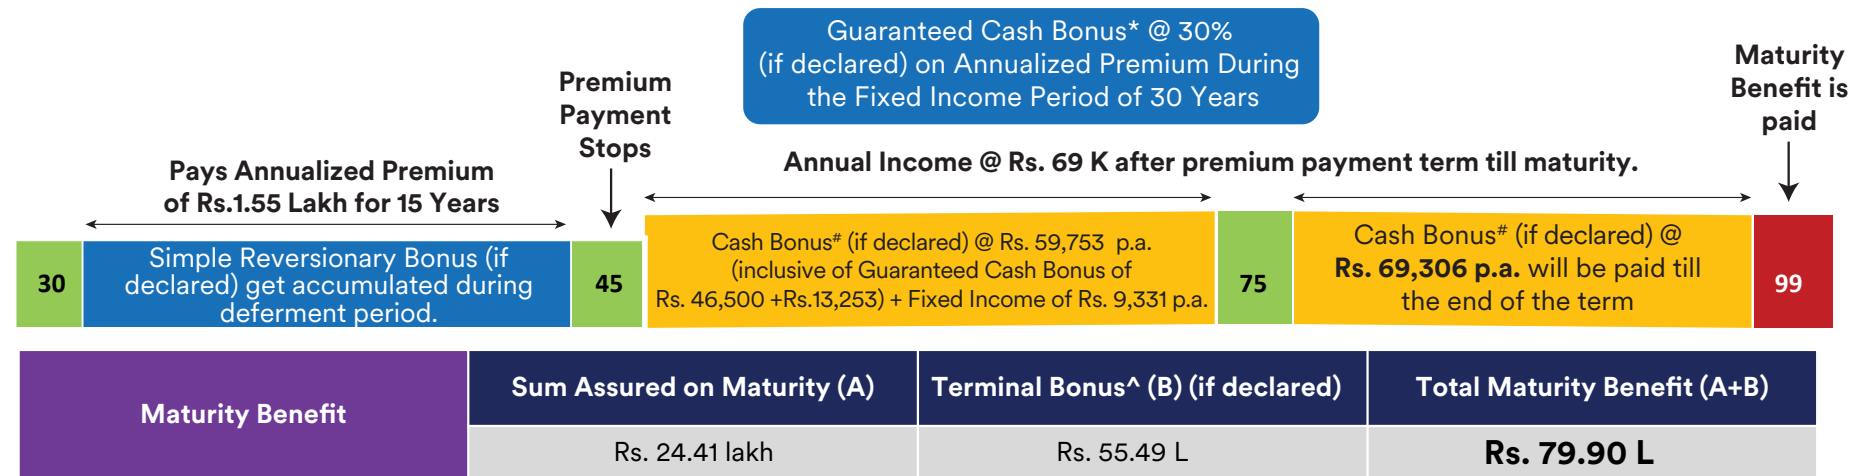 Guaranteed Cash Bonus* @ 30%
(if declared) on Annualized Premium During
the Fixed Income Period of 30 Years
Maturity
Benefit is
paid
Premium
Payment
Stops
Pays Annualized Premium
of Rs.1.55 Lakh for 15 Years
Annual Income @ Rs. 69 K after premium payment term till maturity.
30
Simple Reversionary Bonus (if
declared) get accumulated during
deferment period.
45
Cash Bonus# (if declared) @ Rs. 59,753 p.a.
(inclusive of Guaranteed Cash Bonus of
Rs. 46,500 +Rs.13,253) + Fixed Income of Rs. 9,331 p.a.
75
Cash Bonus# (if declared) @
Rs. 69,306 p.a. will be paid till
the end of the term
99
Maturity Benefit
Sum Assured on Maturity (A)
Terminal Bonus^ (B) (if declared)
Total Maturity Benefit (A+B)
Rs. 24.41 lakh
Rs. 55.49 L
Rs. 79.90 L